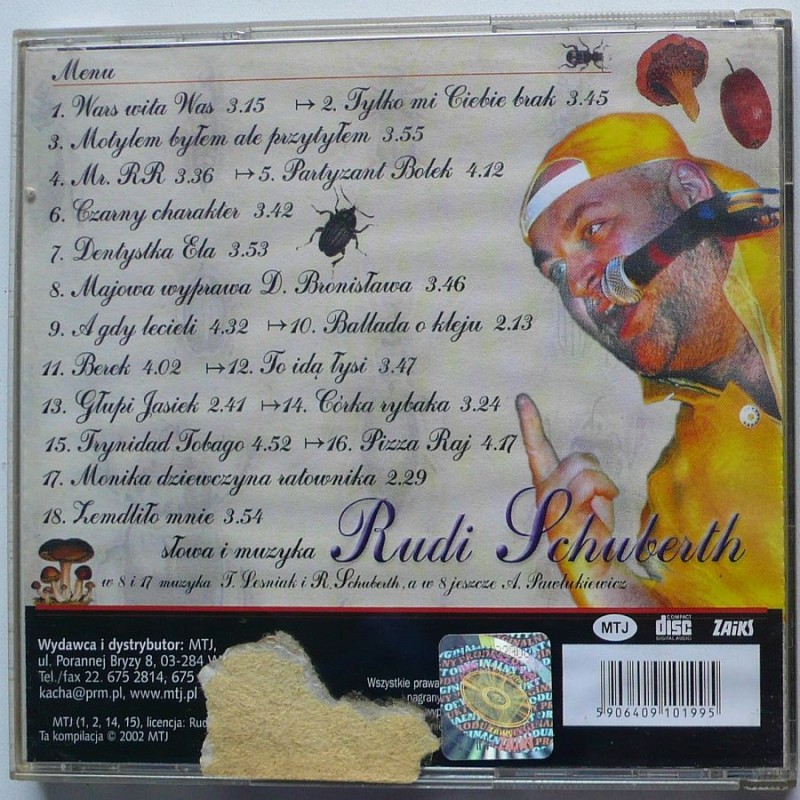 Menu
1. Wars wita Was 3.15 ↦ 2. Tylko mi Ciebie brak 3.45
3. Motylem byłem ale przytyłem 3.55
4. Mr. RR 3.36 ↦ 5. Partyzant Bolek 4.12
6. Czarny charakter 3.42
7. Dentystka Ela 3.53
8. Majowa wyprawa D. Bronisława 3.46
9. A gdy lecieli 4.32 ↦ 10. Ballada o kleju 2.13
11. Berek 4.02 ↦ 12. To idą łysi 3.47
13. Głupi Jasiek 2.41 ↦ 14. Córka rybaka 3.24
15. Trynidad Tobago 4.52 ↦ 16. Pizza Raj 4.17
17. Monika dziewczyna ratownika 2.29
18. Zemdliło mnie 3.54
słowa i muzyka Rudi Schuberth
w 8 i 17 muzyka T. Leśniak i R. Schuberth, a w 8 jeszcze A. Pawlukiewicz
MTJ COMPACT disc DIGITAL AUDIO ZAiKS
Wydawca i dystrybutor: MTJ,
ul. Porannej Bryzy 8, 03-284
Tel./fax 22. 675 2814, 675
kacha@prm.pl, www.mtj.pl
Wszystkie prawa
nagrany
MTJ (1, 2, 14, 15), licencja:
Ta kompilacja © 2002 MTJ
5906409101995